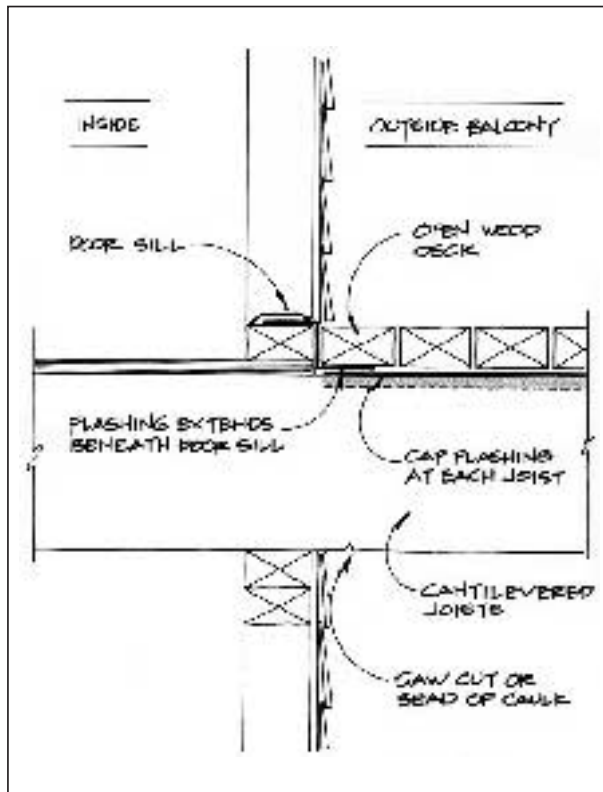 INSIDE
OUTSIDE BALCONY
DOOR SILL
OPEN WOOD
DECK
FLASHING EXTENDS
BENEATH DOOR SILL
CAP FLASHING
AT EACH JOIST
CANTILEVERED
JOISTS
SAW CUT OR
BEAD OF CAULK